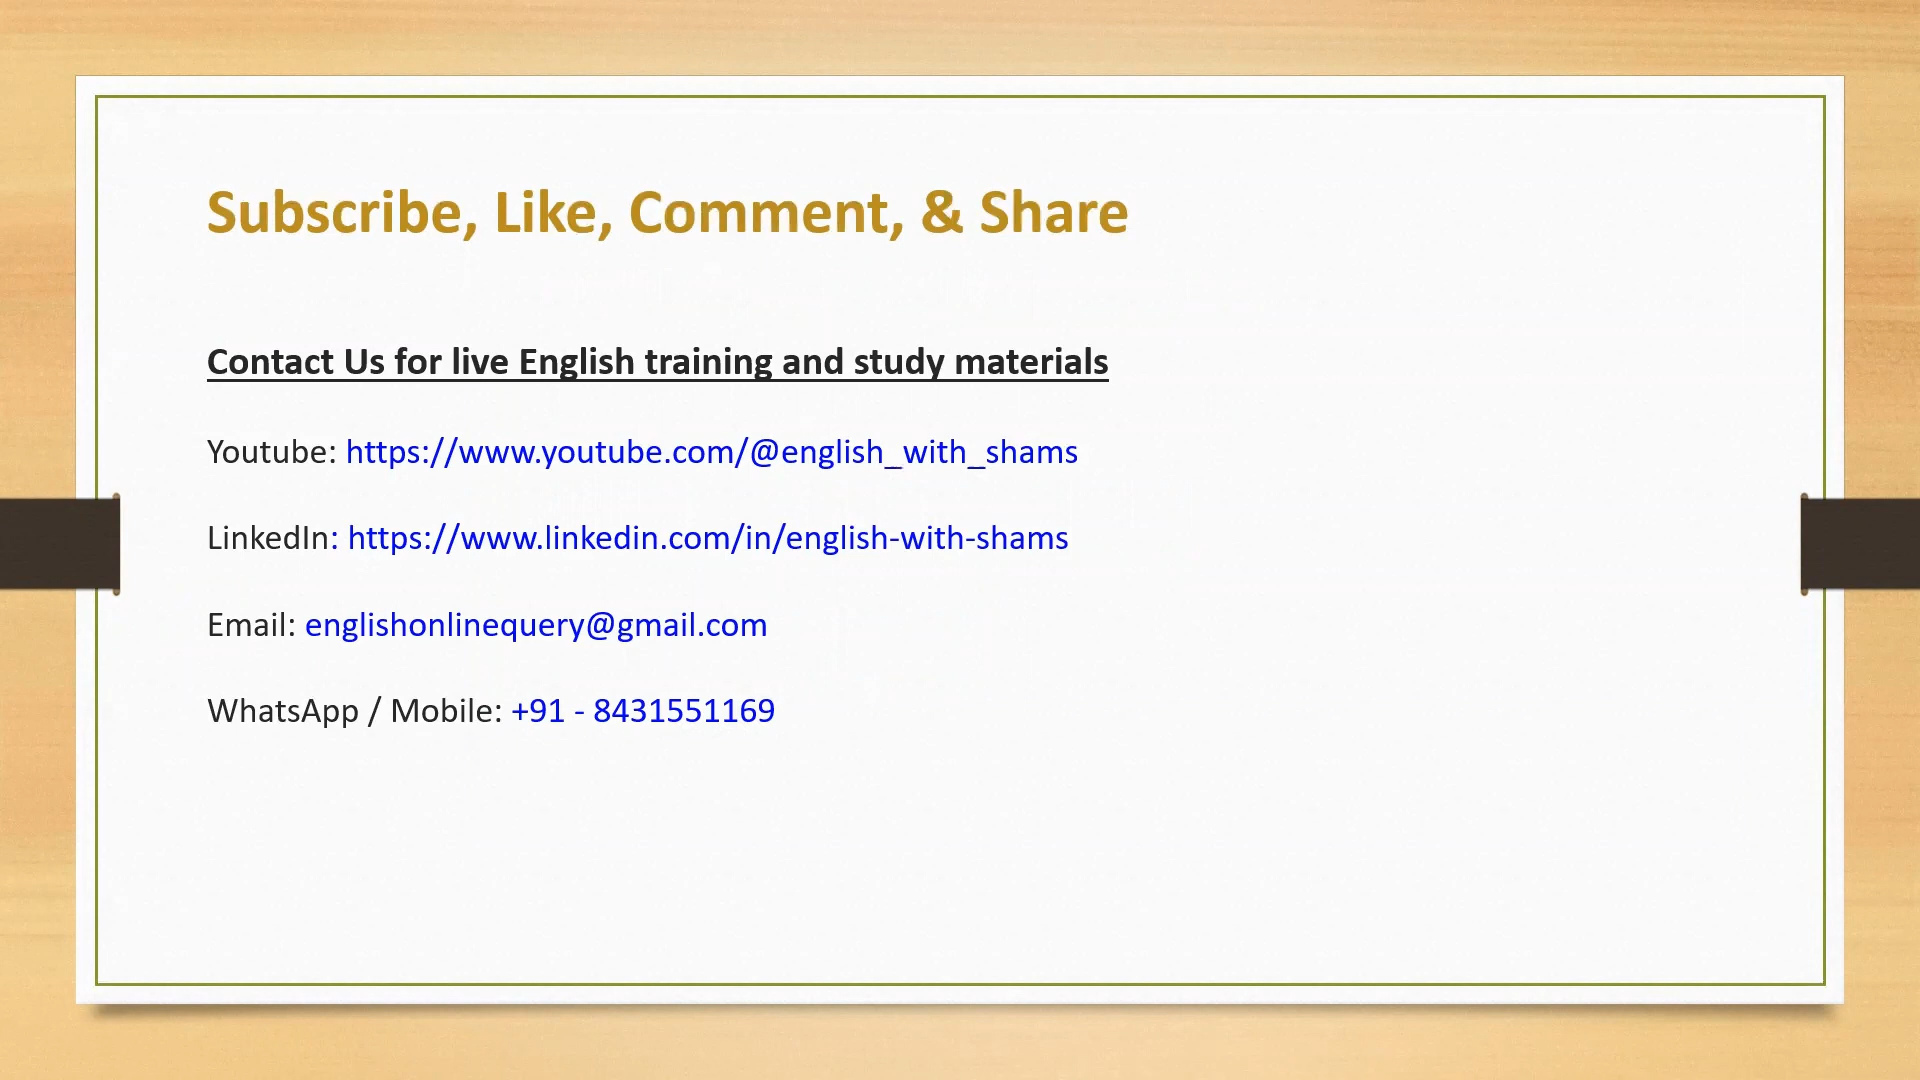 Subscribe, Like, Comment, & Share
Contact Us for live English training and study materials
Youtube: https://www.youtube.com/@english_with_shams
LinkedIn: https://www.linkedin.com/in/english-with-shams
Email: englishonlinequery@gmail.com
WhatsApp / Mobile: +91 - 8431551169